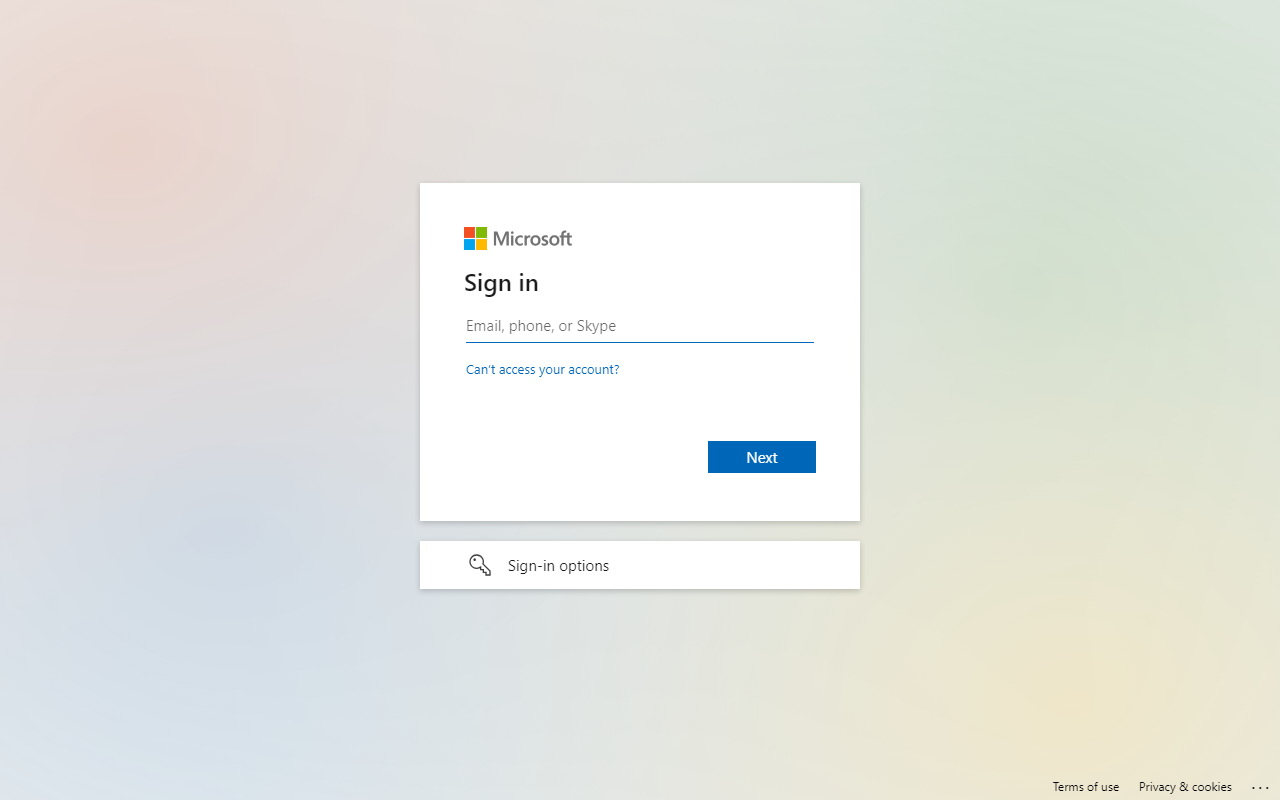 Microsoft
Sign in
Email, phone, or Skype
Can't access your account?
Next
Sign-in options
Terms of use Privacy & cookies ...